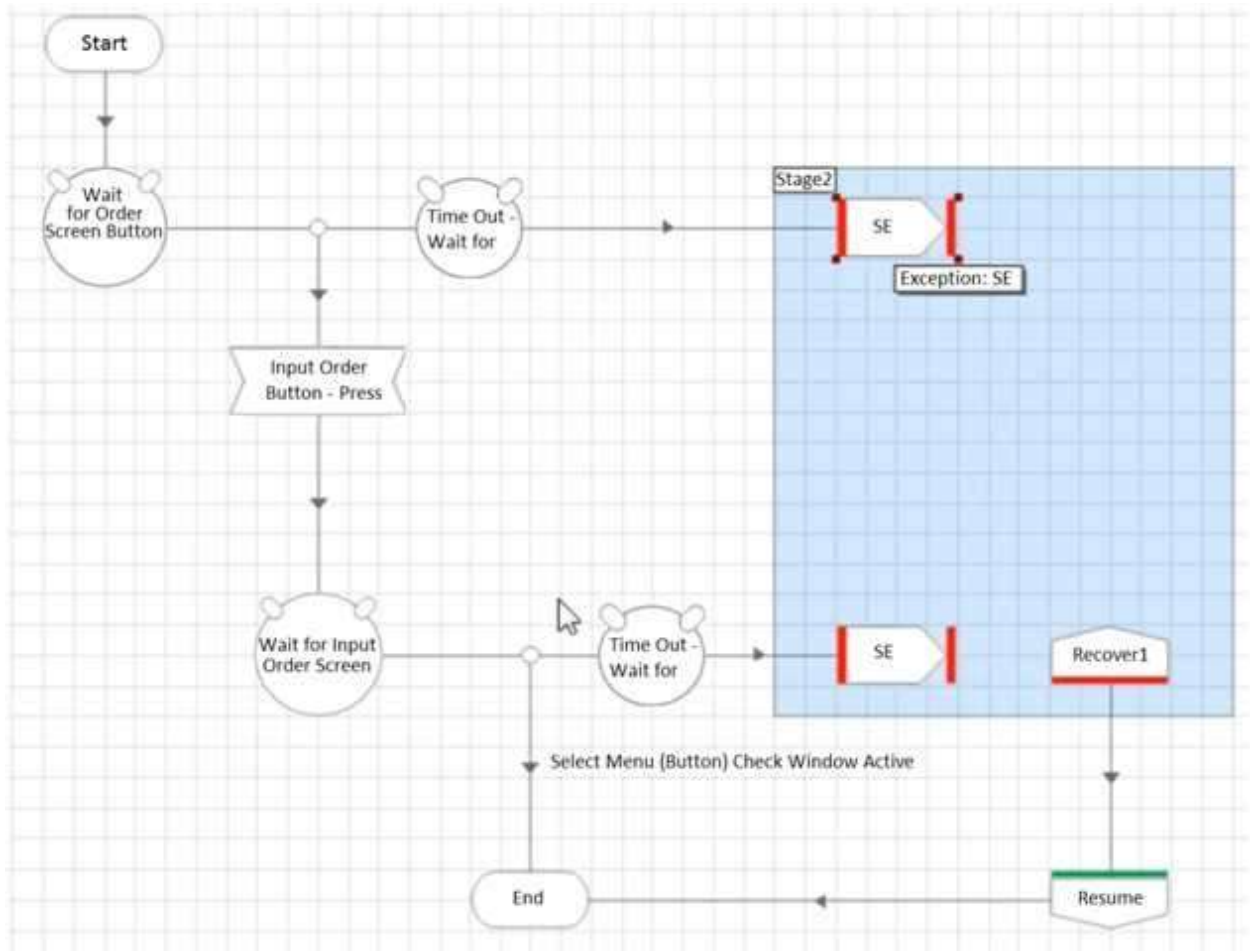 Start
Wait
for Order
Screen Button
Time Out -
Wait for
Stage2
SE
Exception: SE
Input Order
Button - Press
Wait for Input
Order Screen
Time Out -
Wait for
SE
Recover1
Select Menu (Button) Check Window Active
End
Resume